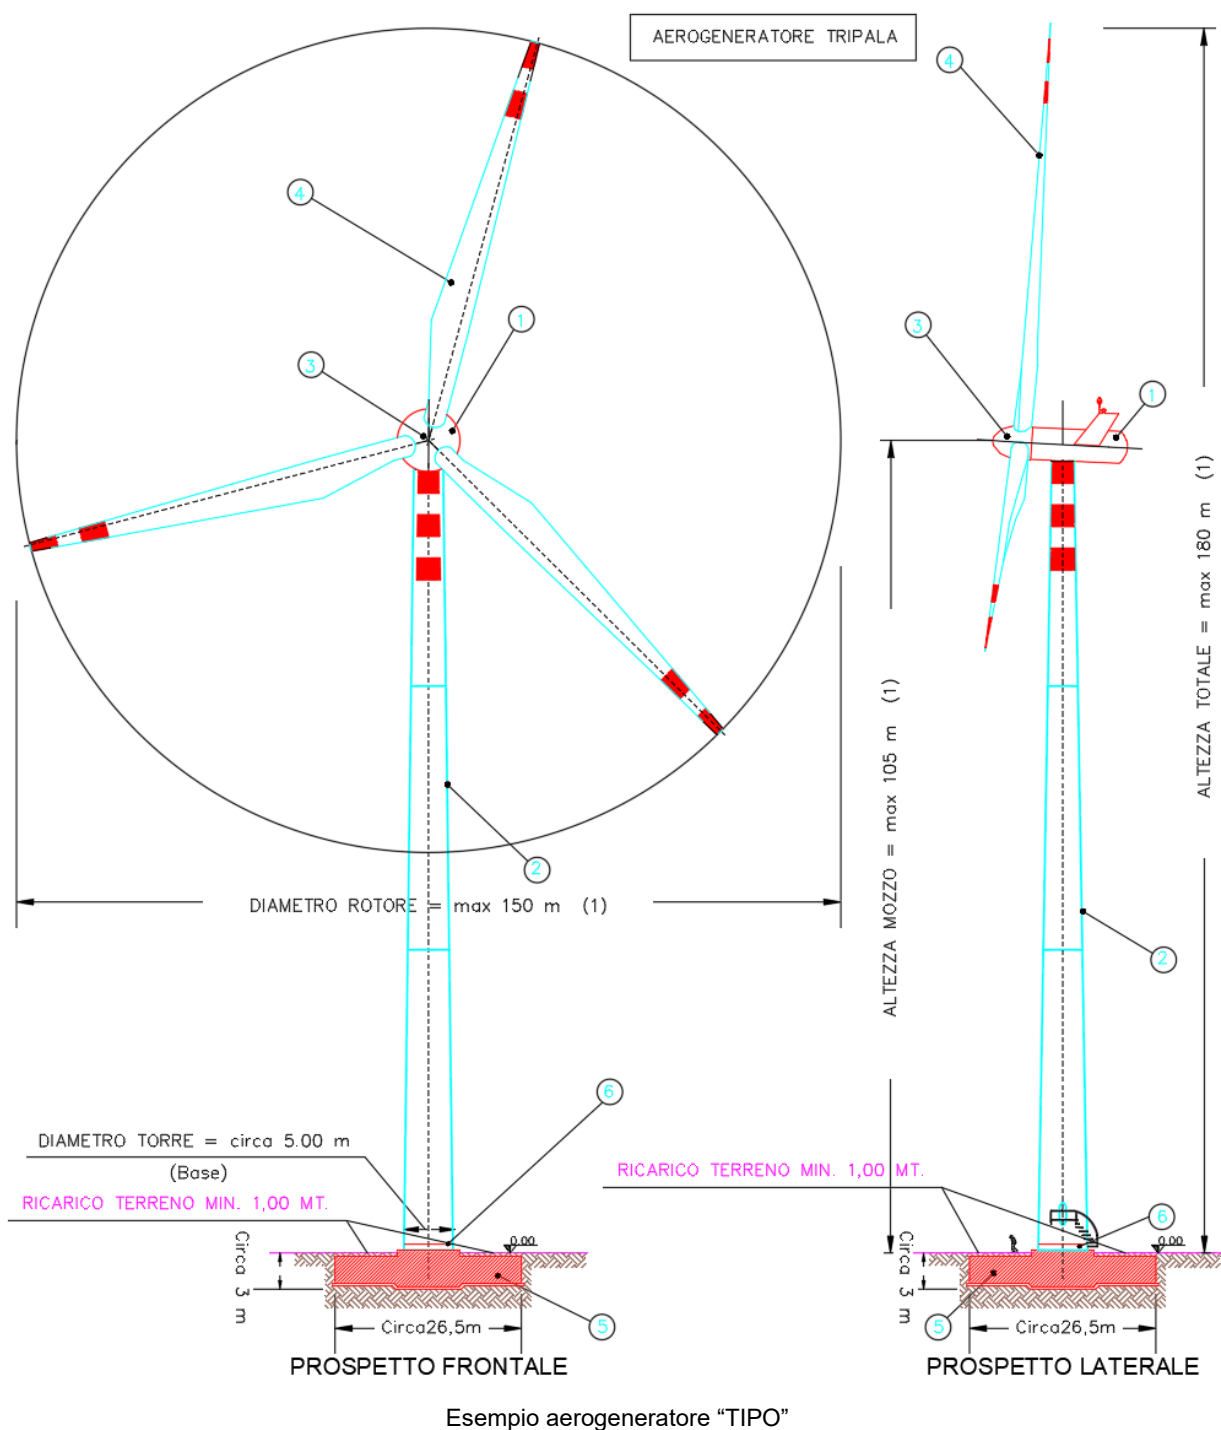 AEROGENERATORE TRIPALA
4
4
1
3
3
1
ALTEZZA TOTALE = max 180 m (1)
ALTEZZA MOZZO = max 105 m (1)
2
DIAMETRO ROTORE = max 150 m (1)
2
6
DIAMETRO TORRE = circa 5.00 m
(Base)
RICARICO TERRENO MIN. 1,00 MT.
RICARICO TERRENO MIN. 1,00 MT.
6
0.00
0.00
Circa 3 m
Circa 3 m
Circa26,5m
5
5
Circa26,5m
PROSPETTO FRONTALE
PROSPETTO LATERALE
Esempio aerogeneratore “TIPO”